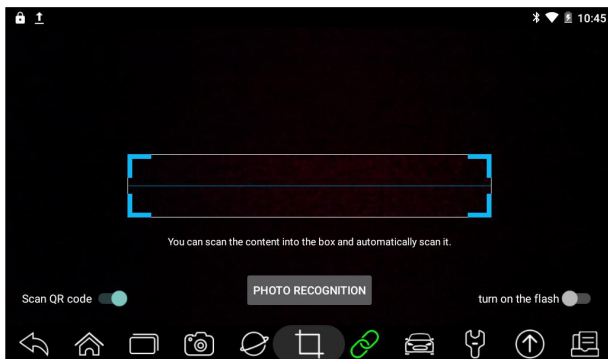 10:45
You can scan the content into the box and automatically scan it.
PHOTO RECOGNITION
Scan QR code
turn on the flash